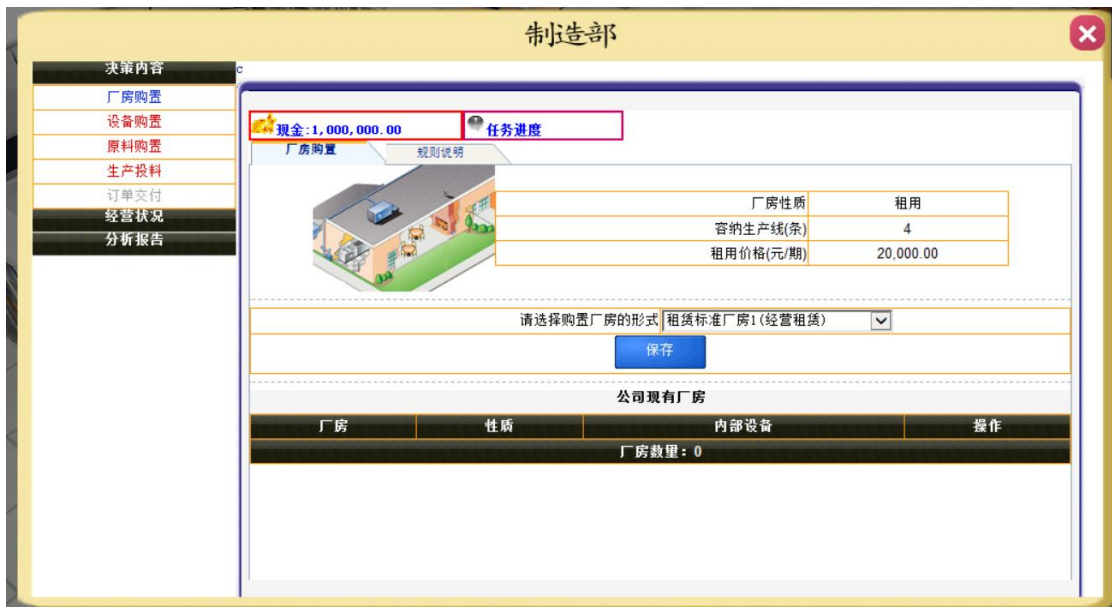 制造部
决策内容
c
厂房购置
设备购置
原料购置
生产投料
订单交付
经营状况
分析报告
现金:1,000,000.00 任务进度
厂房购置 规则说明
厂房性质 租用
容纳生产线(条) 4
租用价格(元/期) 20,000.00
请选择购置厂房的形式 租赁标准厂房1(经营租赁)
保存
公司现有厂房
厂房 性质 内部设备 操作
厂房数量:0